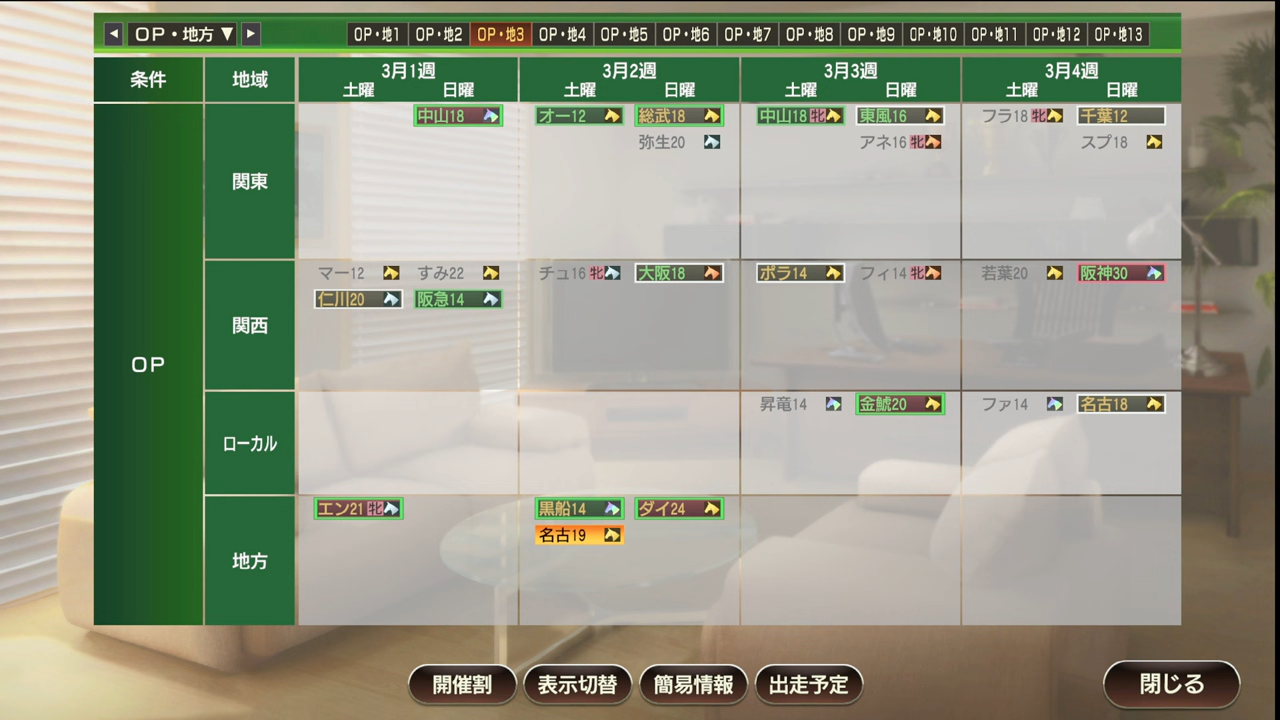 ◀ OP・地方▼ ▶ OP・地1 OP・地2 OP・地3 OP・地4 OP・地5 OP・地6 OP・地7 OP・地8 OP・地9 OP・地10 OP・地11 OP・地12 OP・地13
条件 地域 3月1週 3月2週 3月3週 3月4週
土曜 日曜 土曜 日曜 土曜 日曜 土曜 日曜
OP
関東
中山18 オー12 総武18 中山18牝 東風16 フラ18牝 千葉12
弥生20 アネ16牝 スプ18
関西
マー12 すみ22 チュ16牝 大阪18 ポラ14 フィ14牝 若葉20 阪神30
仁川20 阪急14
ローカル
昇竜14 金鯱20 ファ14 名古18
地方
エン21牝 黒船14 ダイ24
名古19
開催割 表示切替 簡易情報 出走予定 閉じる